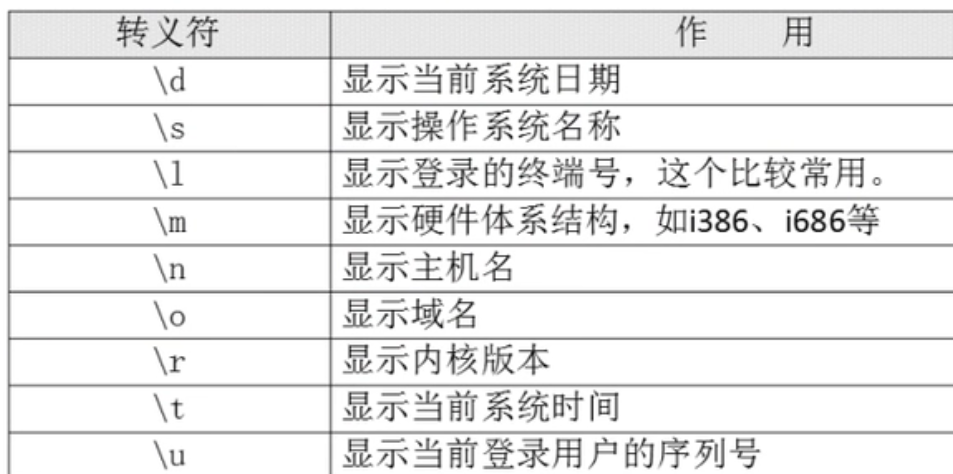 转义符 作 用
\d 显示当前系统日期
\s 显示操作系统名称
\l 显示登录的终端号，这个比较常用。
\m 显示硬件体系结构，如i386、i686等
\n 显示主机名
\o 显示域名
\r 显示内核版本
\t 显示当前系统时间
\u 显示当前登录用户的序列号